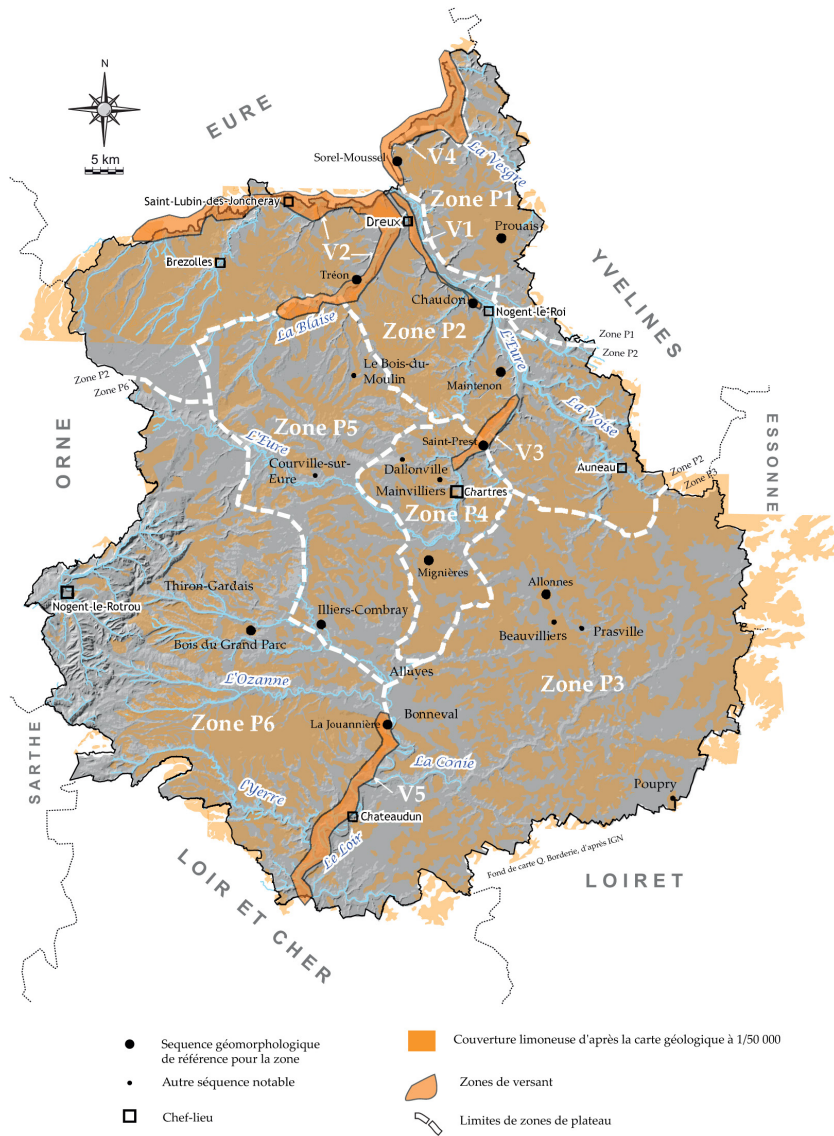 N
5 km
EURE
Sorel-Moussel
V4
La Vesgre
Zone P1
Saint-Lubin-des-Joncheray
Dreux
V1
Prouais
V2
Brezolles
Tréon
YVELINES
Chaudon
Nogent-le-Roi
La Blaise
Zone P2
L'Eure
Zone P1
Zone P2
Le Bois-du-
Moulin
Maintenon
Zone P2
Zone P6
La Voise
ORNE
Zone P5
ESSONNE
L'Eure
Saint-Prest
V3
Courville-sur-
Eure
Dallonville
Auneau
Zone P2
Zone P3
Mainvilliers
Chartres
Zone P4
Mignières
Thiron-Gardais
Allonnes
Nogent-le-Rotrou
Illiers-Combray
Beauvilliers
Prasville
Bois du Grand Parc
Alluyes
L'Ozanne
Zone P3
Zone P6
La Jouannière
Bonneval
SARTHE
La Conie
L'Yerre
V5
Poupry
Chateaudun
Le Loir
Fond de carte Q. Borderie, d'après IGN
LOIR ET CHER
LOIRET
Sequence géomorphologique
de référence pour la zone
Autre séquence notable
Chef-lieu
Couverture limoneuse d'après la carte géologique à 1/50 000
Zones de versant
Limites de zones de plateau